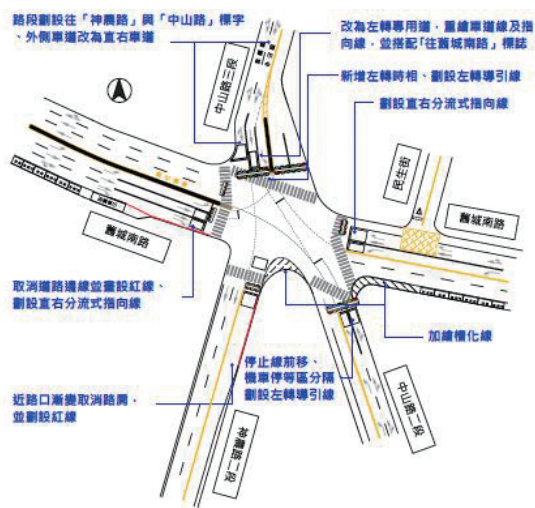 路段劃設往「神農路」與「中山路」標字
、外側車道改為直右車道
改為左轉專用道，重繪車道線及指
向線，並搭配「往舊城南路」標誌
新增左轉時相、劃設左轉導引線
劃設直右分流式指向線
中山路三段
民生街
舊城南路
舊城南路
取消道路邊線並畫設紅線、
劃設直右分流式指向線
加繪槽化線
停止線前移、
機車停等區分隔
劃設左轉導引線
中山路二段
近路口漸變取消路肩，
並劃設紅線
神農路二段